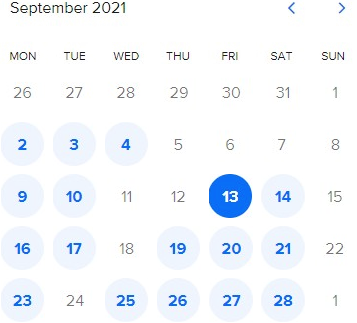 September 2021 < >
MON TUE WED THU FRI SAT SUN
26 27 28 29 30 31 1
2 3 4 5 6 7 8
9 10 11 12 13 14 15
16 17 18 19 20 21 22
23 24 25 26 27 28 1